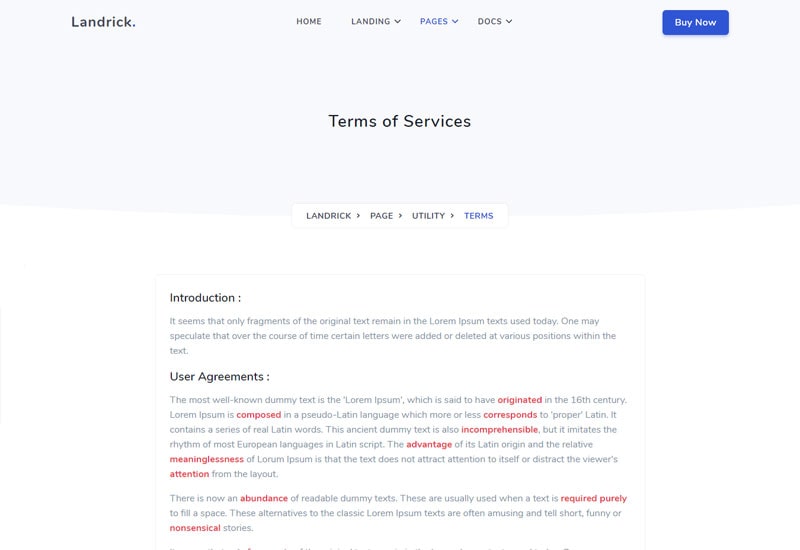 Landrick.
HOME
LANDING
PAGES
DOCS
Buy Now
Terms of Services
LANDRICK > PAGE > UTILITY > TERMS
Introduction :
It seems that only fragments of the original text remain in the Lorem Ipsum texts used today. One may
speculate that over the course of time certain letters were added or deleted at various positions within the
text.
User Agreements :
The most well-known dummy text is the 'Lorem Ipsum', which is said to have originated in the 16th century.
Lorem Ipsum is composed in a pseudo-Latin language which more or less corresponds to 'proper' Latin. It
contains a series of real Latin words. This ancient dummy text is also incomprehensible, but it imitates the
rhythm of most European languages in Latin script. The advantage of its Latin origin and the relative
meaninglessness of Lorum Ipsum is that the text does not attract attention to itself or distract the viewer's
attention from the layout.
There is now an abundance of readable dummy texts. These are usually used when a text is required purely
to fill a space. These alternatives to the classic Lorem Ipsum texts are often amusing and tell short, funny or
nonsensical stories.